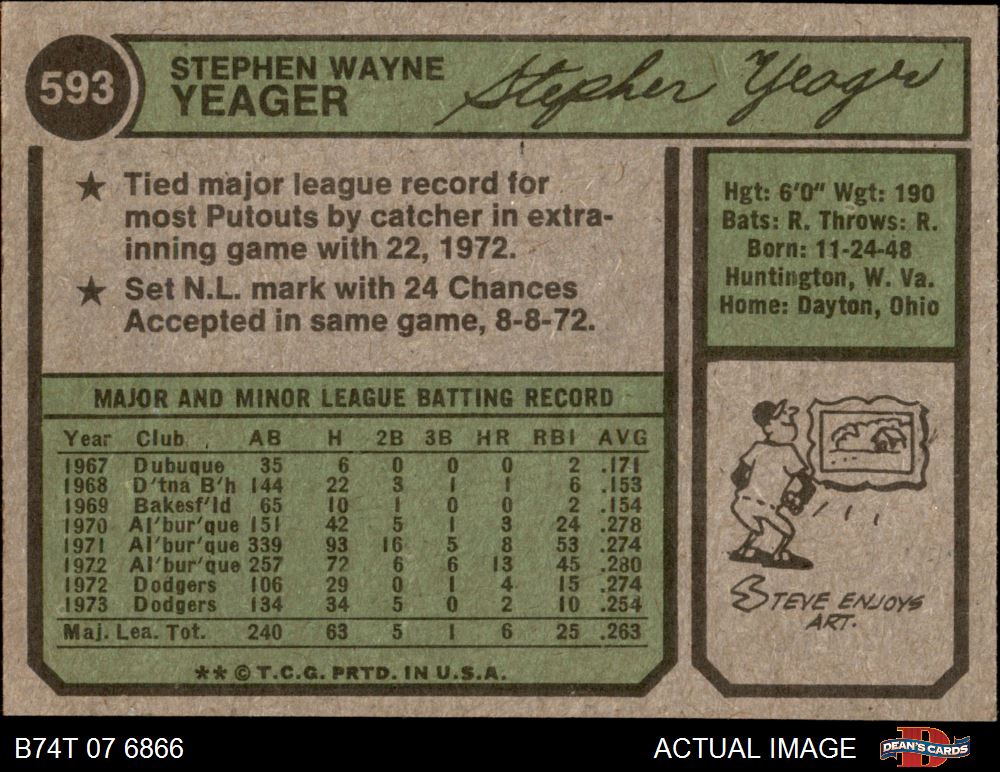 593
STEPHEN WAYNE
YEAGER
Stephen Yeager
★ Tied major league record for
most Putouts by catcher in extra-
inning game with 22, 1972.
★ Set N.L. mark with 24 Chances
Accepted in same game, 8-8-72.
Hgt: 6'0" Wgt: 190
Bats: R. Throws: R.
Born: 11-24-48
Huntington, W. Va.
Home: Dayton, Ohio
MAJOR AND MINOR LEAGUE BATTING RECORD
Year Club AB H 2B 3B HR RBI AVG
1967 Dubuque 35 6 0 0 0 2 .171
1968 D'tna B'h 144 22 3 1 1 6 .153
1969 Bakesf'ld 65 10 1 0 0 2 .154
1970 Al'bur'que 151 42 5 1 3 24 .278
1971 Al'bur'que 339 93 16 5 8 53 .274
1972 Al'bur'que 257 72 6 6 13 45 .280
1972 Dodgers 106 29 0 1 4 15 .274
1973 Dodgers 134 34 5 0 2 10 .254
Maj. Lea. Tot. 240 63 5 1 6 25 .263
** © T.C.G. PRTD. IN U.S.A.
STEVE ENJOYS
ART.
B74T 07 6866
ACTUAL IMAGE
DEAN'S CARDS